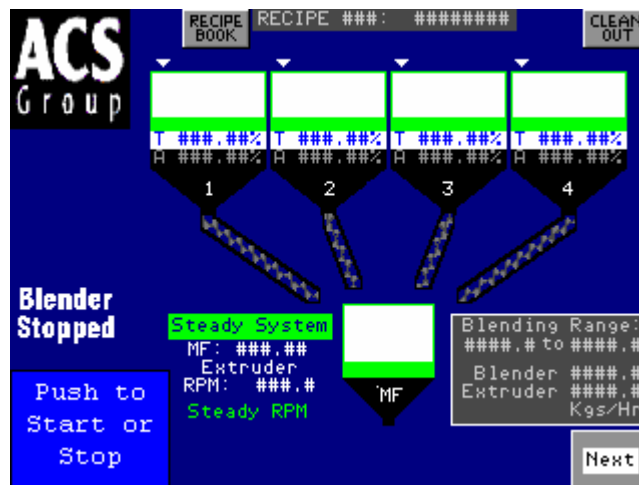 ACS
Group
RECIPE
BOOK
RECIPE ###: ########
CLEAN
OUT
T ###.##% T ###.##% T ###.##% T ###.##%
A ###.##% A ###.##% A ###.##% A ###.##%
1 2 3 4
Blender
Stopped
Steady System
MF: ###.##
Extruder
RPM: ###.#
Steady RPM
MF
Blending Range:
####.# to ####.#
Blender ####.#
Extruder ####.#
Kgs/Hr
Push to
Start or
Stop
Next